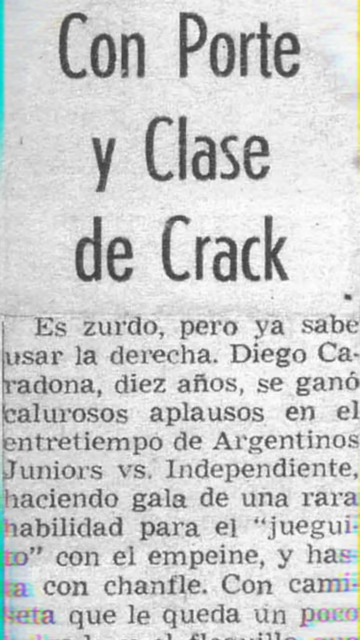 Con Porte
y Clase
de Crack
Es zurdo, pero ya sabe
usar la derecha. Diego Ca-
radona, diez años, se ganó
calurosos aplausos en el
entretiempo de Argentinos
Juniors vs. Independiente,
haciendo gala de una rara
habilidad para el “juegui-
to” con el empeine, y has-
ta con chanfle. Con cami-
seta que le queda un poco